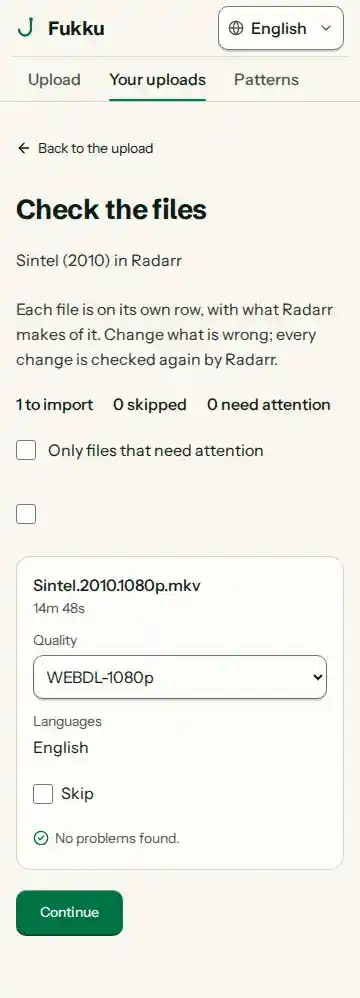 Fukku
English
Upload
Your uploads
Patterns
Back to the upload
Check the files
Sintel (2010) in Radarr
Each file is on its own row, with what Radarr
makes of it. Change what is wrong; every
change is checked again by Radarr.
1 to import 0 skipped 0 need attention
Only files that need attention
Sintel.2010.1080p.mkv
14m 48s
Quality
WEBDL-1080p
Languages
English
Skip
No problems found.
Continue